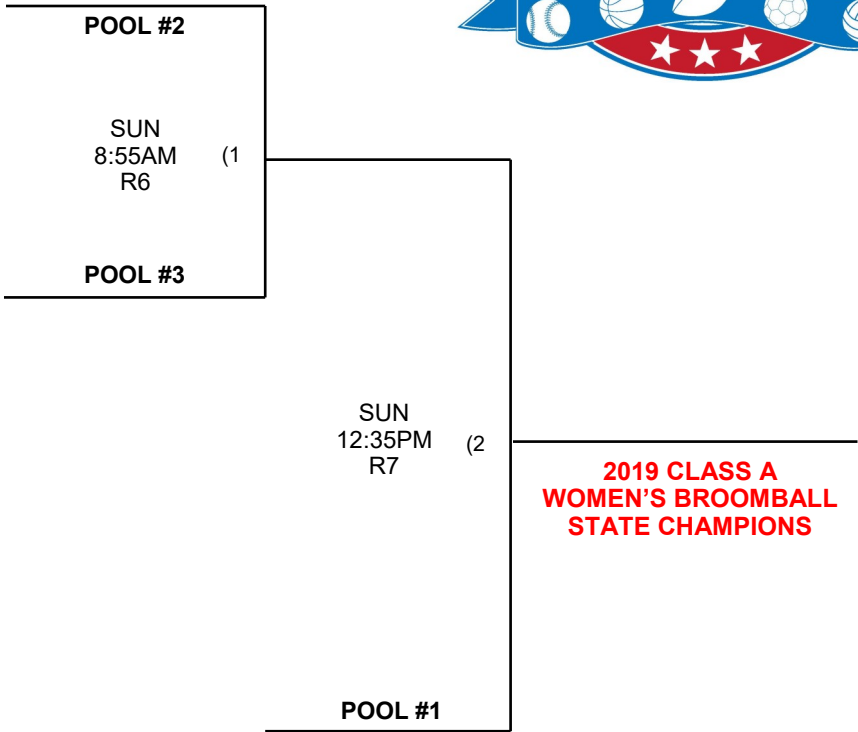 POOL #2
SUN
8:55AM (1
R6
POOL #3
SUN
12:35PM (2
R7
2019 CLASS A
WOMEN’S BROOMBALL
STATE CHAMPIONS
POOL #1